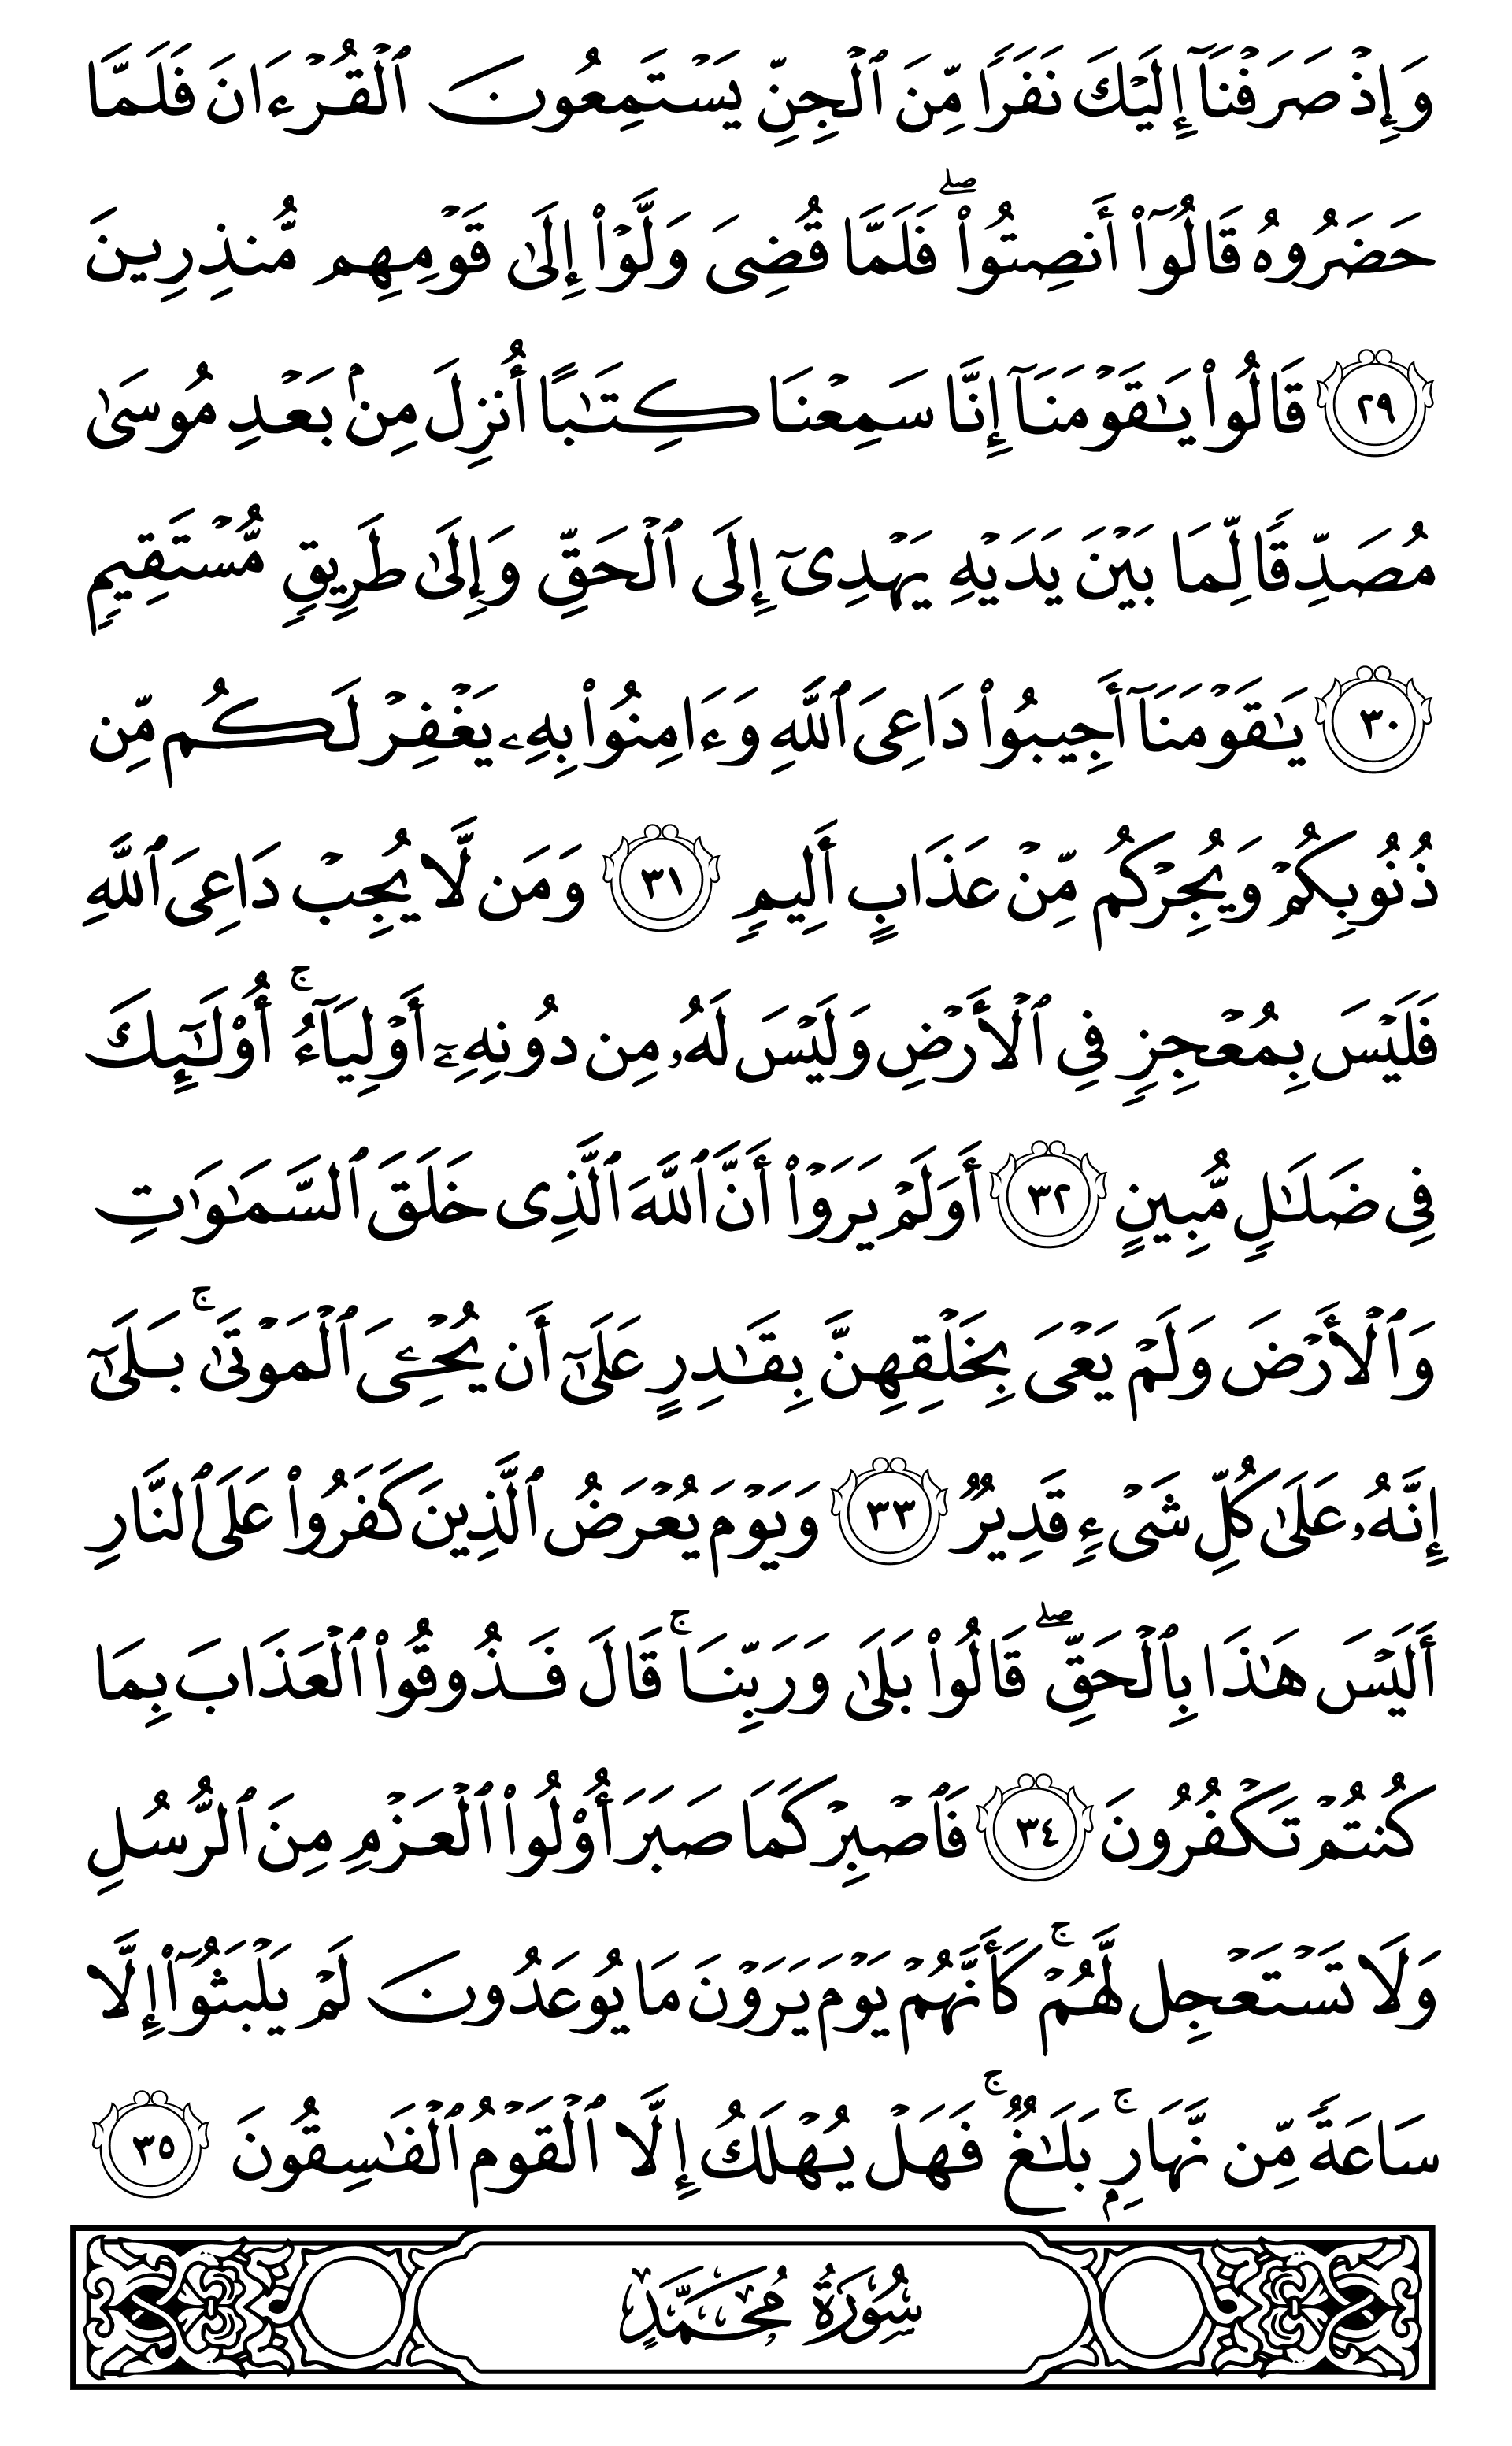 وَإِذْ صَرَفْنَآ إِلَيْكَ نَفَرًا مِّنَ ٱلْجِنِّ يَسْتَمِعُونَ ٱلْقُرْءَانَ فَلَمَّا
حَضَرُوهُ قَالُوٓا۟ أَنصِتُوا۟ ۖ فَلَمَّا قُضِىَ وَلَّوْا۟ إِلَىٰ قَوْمِهِم مُّنذِرِينَ
٢٩ قَالُوا۟ يَـٰقَوْمَنَآ إِنَّا سَمِعْنَا كِتَـٰبًا أُنزِلَ مِنۢ بَعْدِ مُوسَىٰ
مُصَدِّقًا لِّمَا بَيْنَ يَدَيْهِ يَهْدِىٓ إِلَى ٱلْحَقِّ وَإِلَىٰ طَرِيقٍ مُّسْتَقِيمٍ
٣٠ يَـٰقَوْمَنَآ أَجِيبُوا۟ دَاعِىَ ٱللَّهِ وَءَامِنُوا۟ بِهِۦ يَغْفِرْ لَكُم مِّن
ذُنُوبِكُمْ وَيُجِرْكُم مِّنْ عَذَابٍ أَلِيمٍ ٣١ وَمَن لَّا يُجِبْ دَاعِىَ ٱللَّهِ
فَلَيْسَ بِمُعْجِزٍ فِى ٱلْأَرْضِ وَلَيْسَ لَهُۥ مِن دُونِهِۦٓ أَوْلِيَآءُ ۚ أُو۟لَـٰٓئِكَ
فِى ضَلَـٰلٍ مُّبِينٍ ٣٢ أَوَلَمْ يَرَوْا۟ أَنَّ ٱللَّهَ ٱلَّذِى خَلَقَ ٱلسَّمَـٰوَٰتِ
وَٱلْأَرْضَ وَلَمْ يَعْىَ بِخَلْقِهِنَّ بِقَـٰدِرٍ عَلَىٰٓ أَن يُحْـِۧىَ ٱلْمَوْتَىٰ ۚ بَلَىٰٓ
إِنَّهُۥ عَلَىٰ كُلِّ شَىْءٍ قَدِيرٌ ٣٣ وَيَوْمَ يُعْرَضُ ٱلَّذِينَ كَفَرُوا۟ عَلَى ٱلنَّارِ
أَلَيْسَ هَـٰذَا بِٱلْحَقِّ ۖ قَالُوا۟ بَلَىٰ وَرَبِّنَا ۚ قَالَ فَذُوقُوا۟ ٱلْعَذَابَ بِمَا
كُنتُمْ تَكْفُرُونَ ٣٤ فَٱصْبِرْ كَمَا صَبَرَ أُو۟لُوا۟ ٱلْعَزْمِ مِنَ ٱلرُّسُلِ
وَلَا تَسْتَعْجِل لَّهُمْ ۚ كَأَنَّهُمْ يَوْمَ يَرَوْنَ مَا يُوعَدُونَ لَمْ يَلْبَثُوٓا۟ إِلَّا
سَاعَةً مِّن نَّهَارٍۭ ۚ بَلَـٰغٌ ۚ فَهَلْ يُهْلَكُ إِلَّا ٱلْقَوْمُ ٱلْفَـٰسِقُونَ ٣٥
سُورَةُ مُحَمَّدٍ